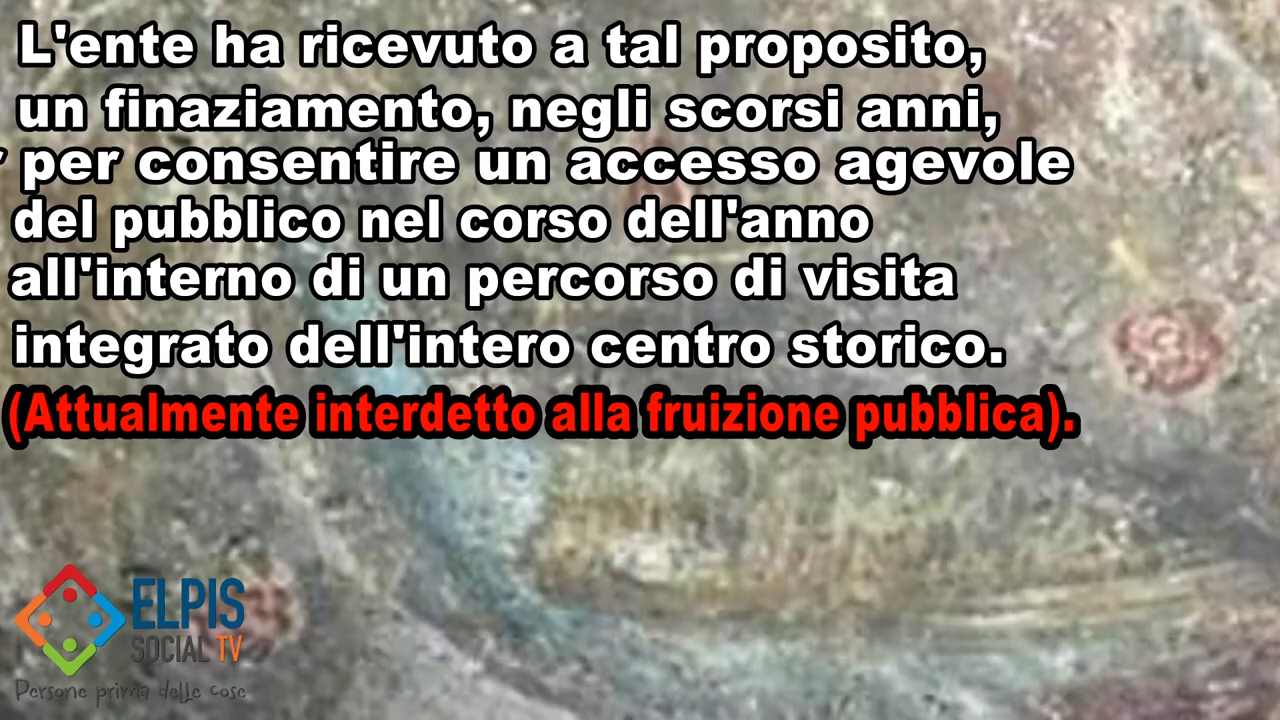 L'ente ha ricevuto a tal proposito,
un finaziamento, negli scorsi anni,
per consentire un accesso agevole
del pubblico nel corso dell'anno
all'interno di un percorso di visita
integrato dell'intero centro storico.
(Attualmente interdetto alla fruizione pubblica).
ELPIS
SOCIAL TV
Persone prima delle cose